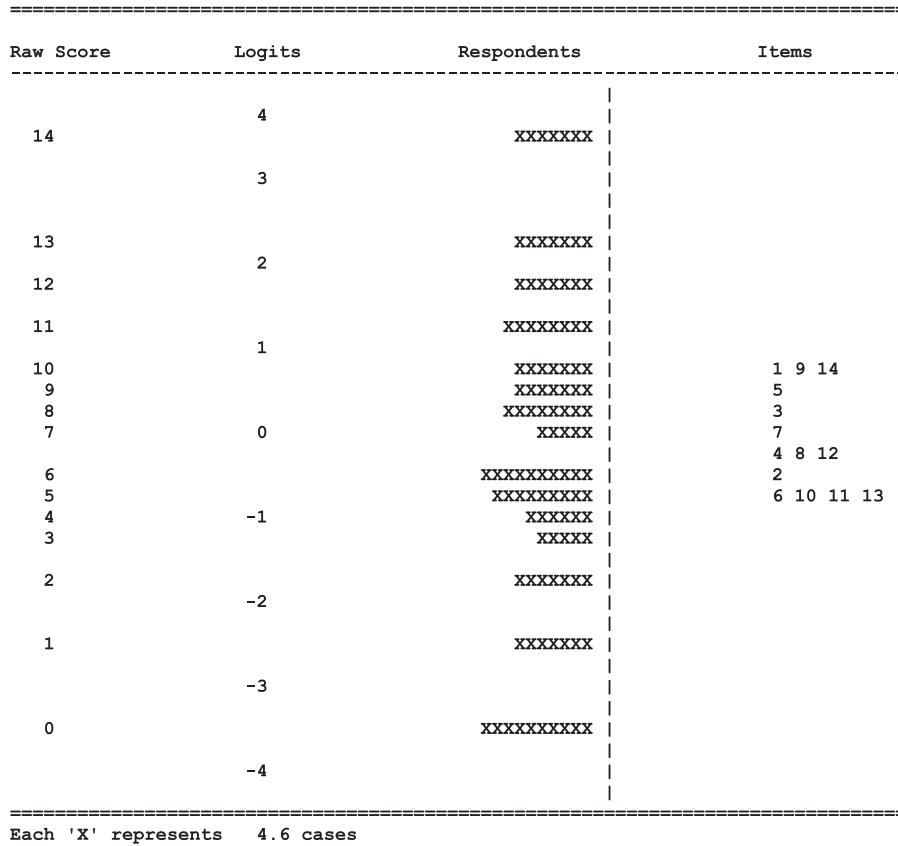 Raw Score Logits Respondents Items
4
14 XXXXXXX
3
13 XXXXXXX
2
12 XXXXXXX
11 XXXXXXXX
1
10 XXXXXXX 1 9 14
9 XXXXXXX 5
8 XXXXXXXX 3
7 0 XXXXX 7
4 8 12
6 XXXXXXXXXX 2
5 XXXXXXXXX 6 10 11 13
4 -1 XXXXXX
3 XXXXX
2 XXXXXXX
-2
1 XXXXXXX
-3
0 XXXXXXXXXX
-4
Each 'X' represents 4.6 cases